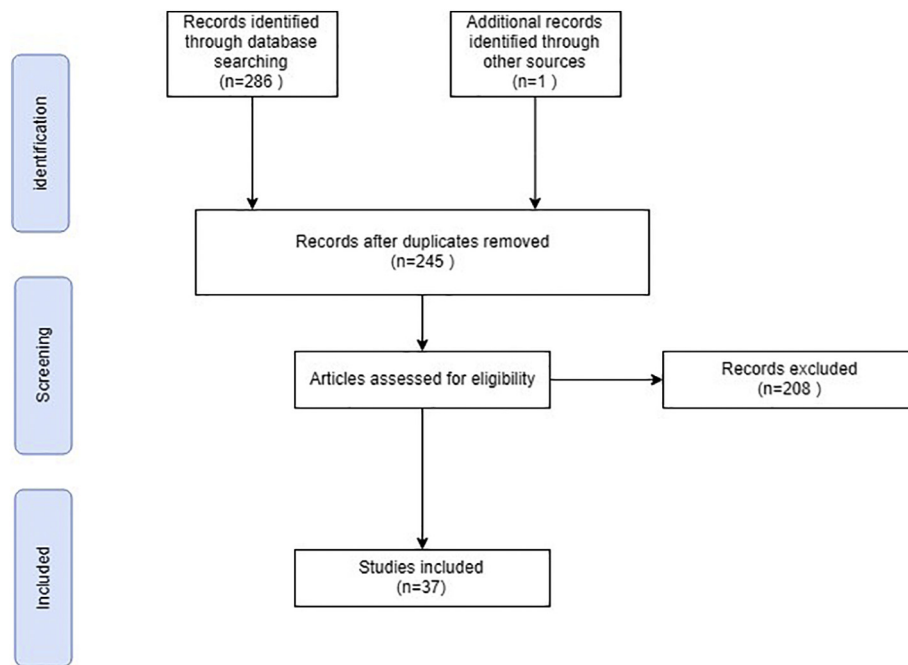 Records identified
through database
searching
(n=286 )
Additional records
identified through
other sources
(n=1 )
identification
Records after duplicates removed
(n=245 )
Screening
Articles assessed for eligibility
Records excluded
(n=208 )
Included
Studies included
(n=37)